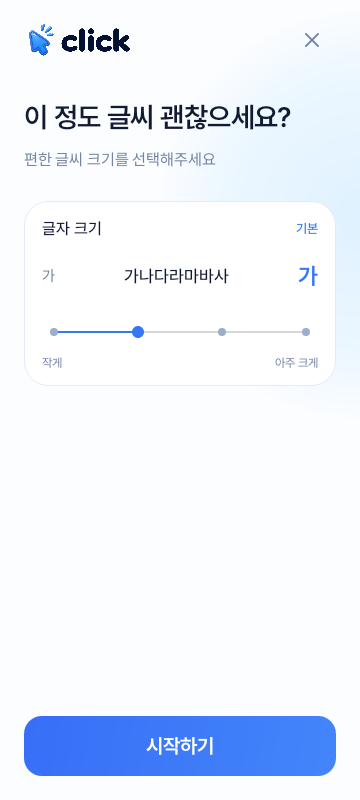 click
이 정도 글씨 괜찮으세요?
편한 글씨 크기를 선택해주세요
글자 크기
기본
가
가나다라마바사
가
작게
아주 크게
시작하기